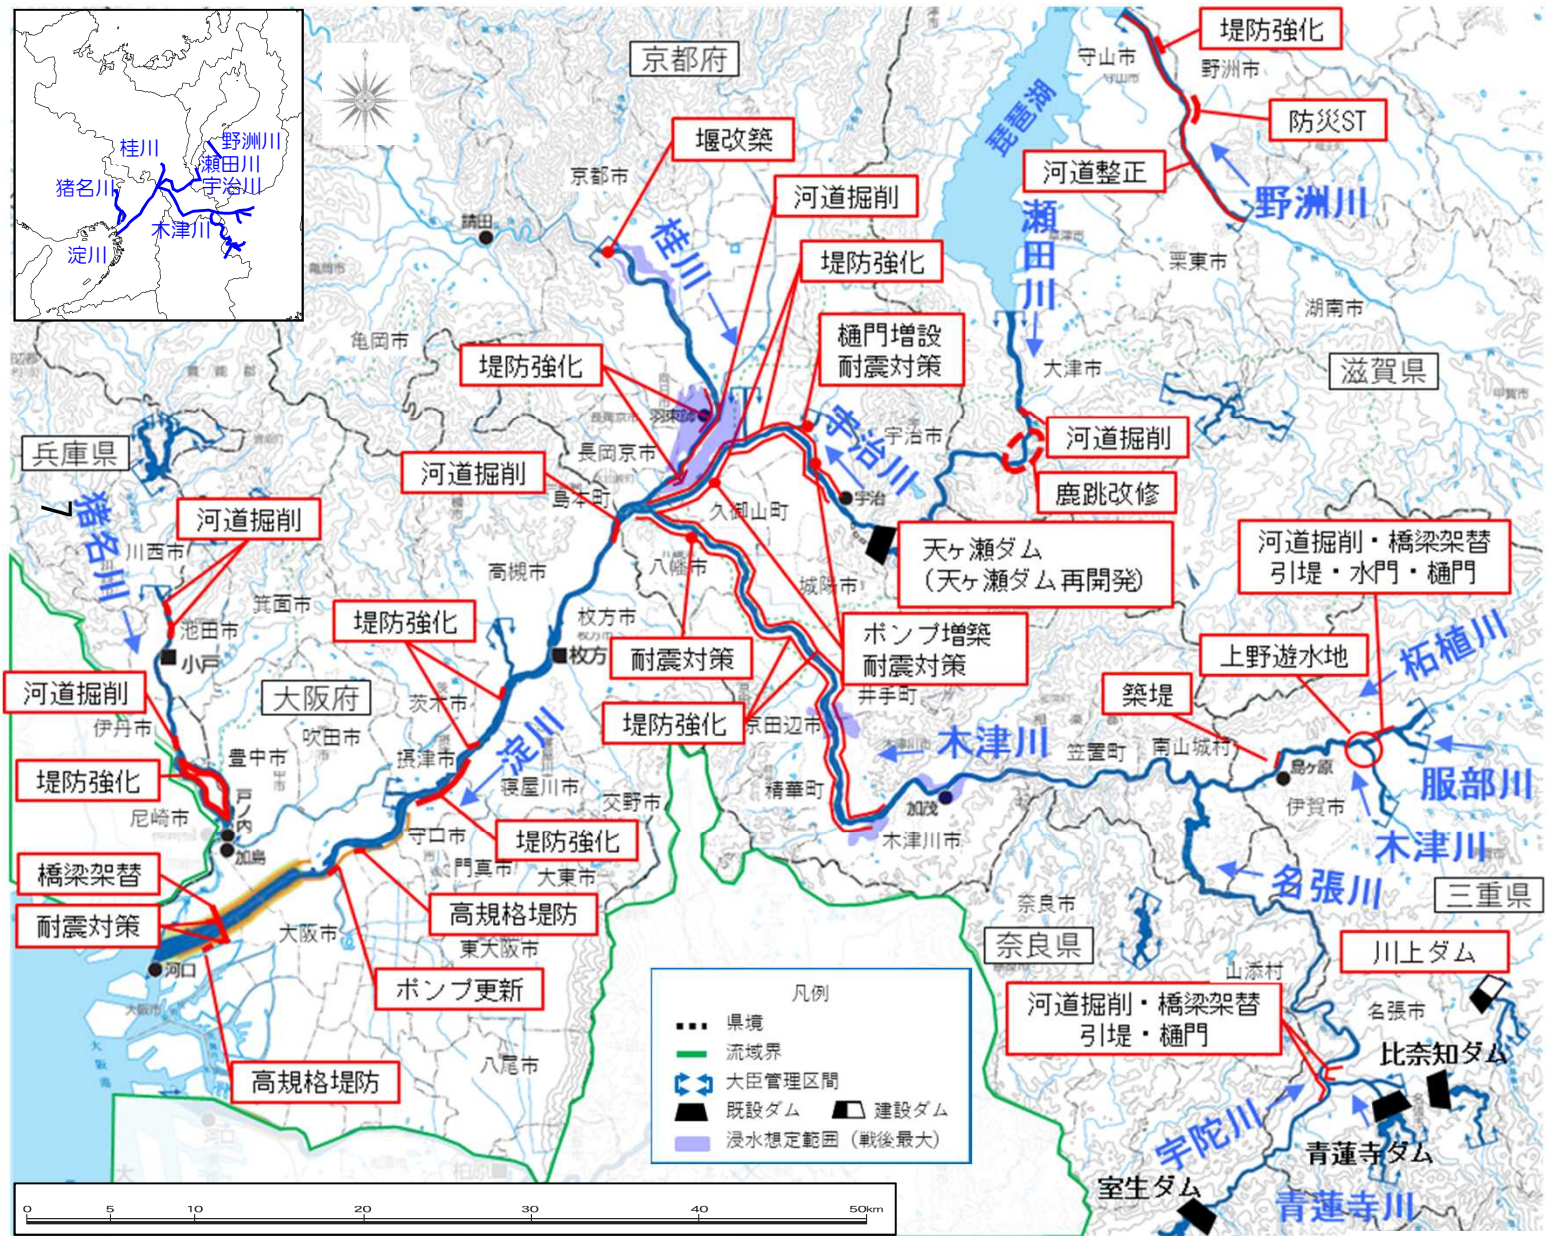 桂川
野洲川
瀬田川
宇治川
猪名川
木津川
淀川
京都府
堤防強化
守山市
守山市
野洲市
琵琶湖
防災ST
堰改築
京都市
河道整正
野洲川
河道掘削
瀬田川
請田
桂川
堤防強化
栗東市
湖南市
亀岡市
亀岡市
樋門増設
耐震対策
大津市
滋賀県
堤防強化
羽束師
長岡京市
宇治川
宇治市
河道掘削
兵庫県
河道掘削
島本町
鹿跳改修
宇治
猪名川
河道掘削
川西市
久御山町
天ヶ瀬ダム
(天ヶ瀬ダム再開発)
河道掘削・橋梁架替
引堤・水門・樋門
高槻市
八幡市
城陽市
箕面市
池田市
堤防強化
枚方市
枚方市
枚方
小戸
耐震対策
ポンプ増築
耐震対策
上野遊水地
柘植川
河道掘削
大阪府
茨木市
井手町
築堤
伊丹市
吹田市
堤防強化
京田辺市
木津川
笠置町
南山城村
豊中市
摂津市
淀川
島ヶ原
服部川
堤防強化
寝屋川市
交野市
精華町
加茂
伊賀市
尼崎市
戸ノ内
守口市
堤防強化
木津川市
木津川
加島
門真市
大東市
橋梁架替
名張川
三重県
耐震対策
高規格堤防
奈良市
大阪市
東大阪市
奈良県
川上ダム
河口
ポンプ更新
山添村
大阪市
凡例
県境
流域界
大臣管理区間
既設ダム
建設ダム
浸水想定範囲(戦後最大)
河道掘削・橋梁架替
引堤・樋門
名張市
比奈知ダム
大阪湾
高規格堤防
八尾市
宇陀川
青蓮寺ダム
室生ダム
青蓮寺川
0 5 10 20 30 40 50km